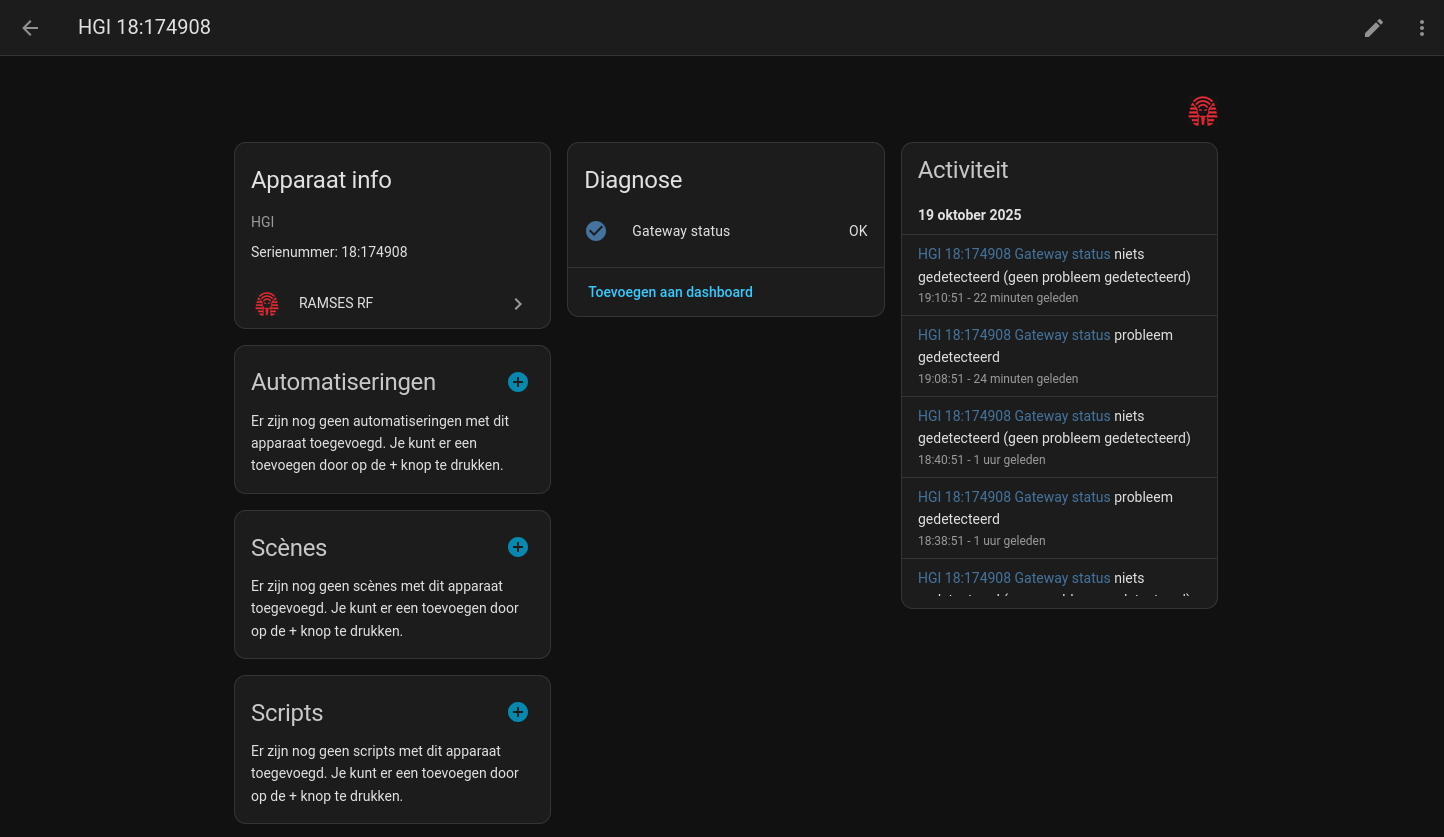 HGI 18:174908
Apparaat info
HGI
Serienummer: 18:174908
RAMSES RF
Automatiseringen
Er zijn nog geen automatiseringen met dit
apparaat toegevoegd. Je kunt er een
toevoegen door op de + knop te drukken.
Scènes
Er zijn nog geen scènes met dit apparaat
toegevoegd. Je kunt er een toevoegen door
op de + knop te drukken.
Scripts
Er zijn nog geen scripts met dit apparaat
toegevoegd. Je kunt er een toevoegen door
op de + knop te drukken.
Diagnose
Gateway status OK
Toevoegen aan dashboard
Activiteit
19 oktober 2025
HGI 18:174908 Gateway status niets
gedetecteerd (geen probleem gedetecteerd)
19:10:51 - 22 minuten geleden
HGI 18:174908 Gateway status probleem
gedetecteerd
19:08:51 - 24 minuten geleden
HGI 18:174908 Gateway status niets
gedetecteerd (geen probleem gedetecteerd)
18:40:51 - 1 uur geleden
HGI 18:174908 Gateway status probleem
gedetecteerd
18:38:51 - 1 uur geleden
HGI 18:174908 Gateway status niets